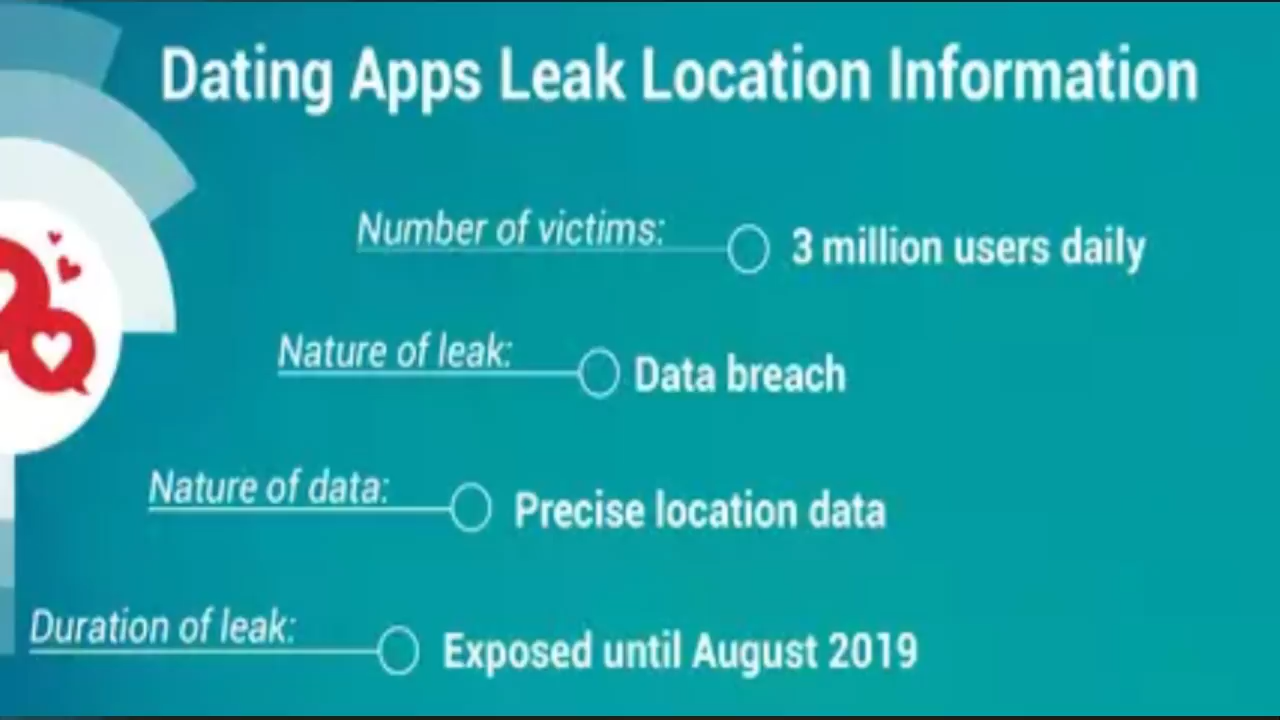 Dating Apps Leak Location Information
Number of victims: 3 million users daily
Nature of leak: Data breach
Nature of data: Precise location data
Duration of leak: Exposed until August 2019